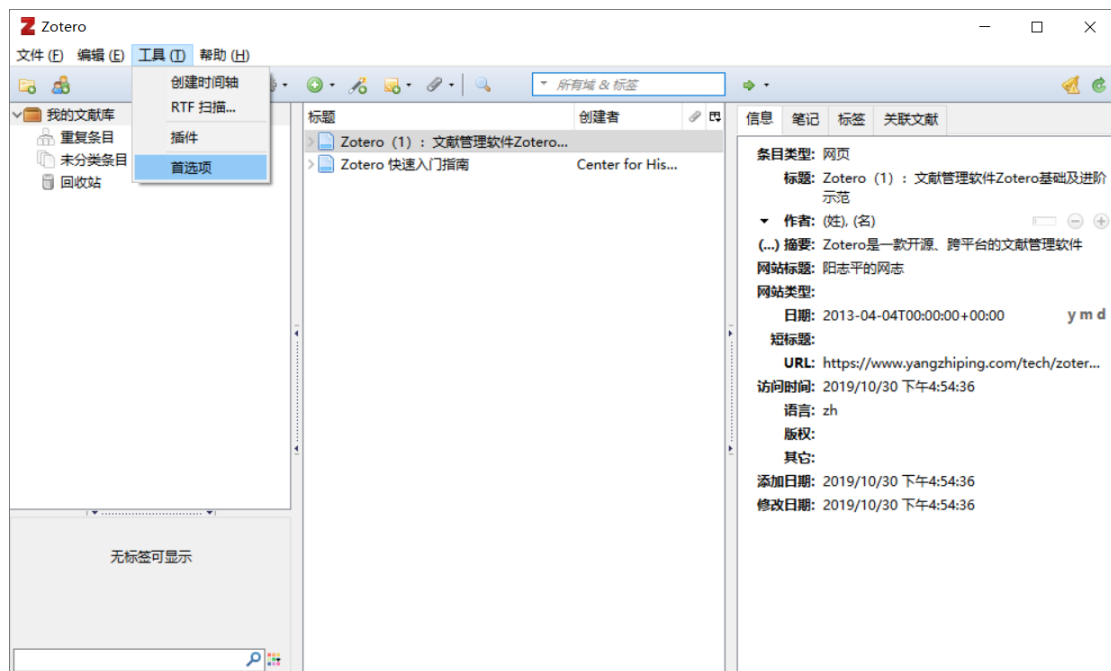 Zotero
文件 (F) 编辑 (E) 工具 (T) 帮助 (H)
创建时间轴
RTF 扫描...
插件
首选项
所有域 & 标签
我的文献库
重复条目
未分类条目
回收站
标题 创建者
Zotero（1）：文献管理软件Zotero...
Zotero 快速入门指南 Center for His...
信息 笔记 标签 关联文献
条目类型: 网页
标题: Zotero（1）：文献管理软件Zotero基础及进阶
示范
作者: (姓), (名)
(...) 摘要: Zotero是一款开源、跨平台的文献管理软件
网站标题: 阳志平的网志
网站类型:
日期: 2013-04-04T00:00:00+00:00 y m d
短标题:
URL: https://www.yangzhiping.com/tech/zoter...
访问时间: 2019/10/30 下午4:54:36
语言: zh
版权:
其它:
添加日期: 2019/10/30 下午4:54:36
修改日期: 2019/10/30 下午4:54:36
无标签可显示